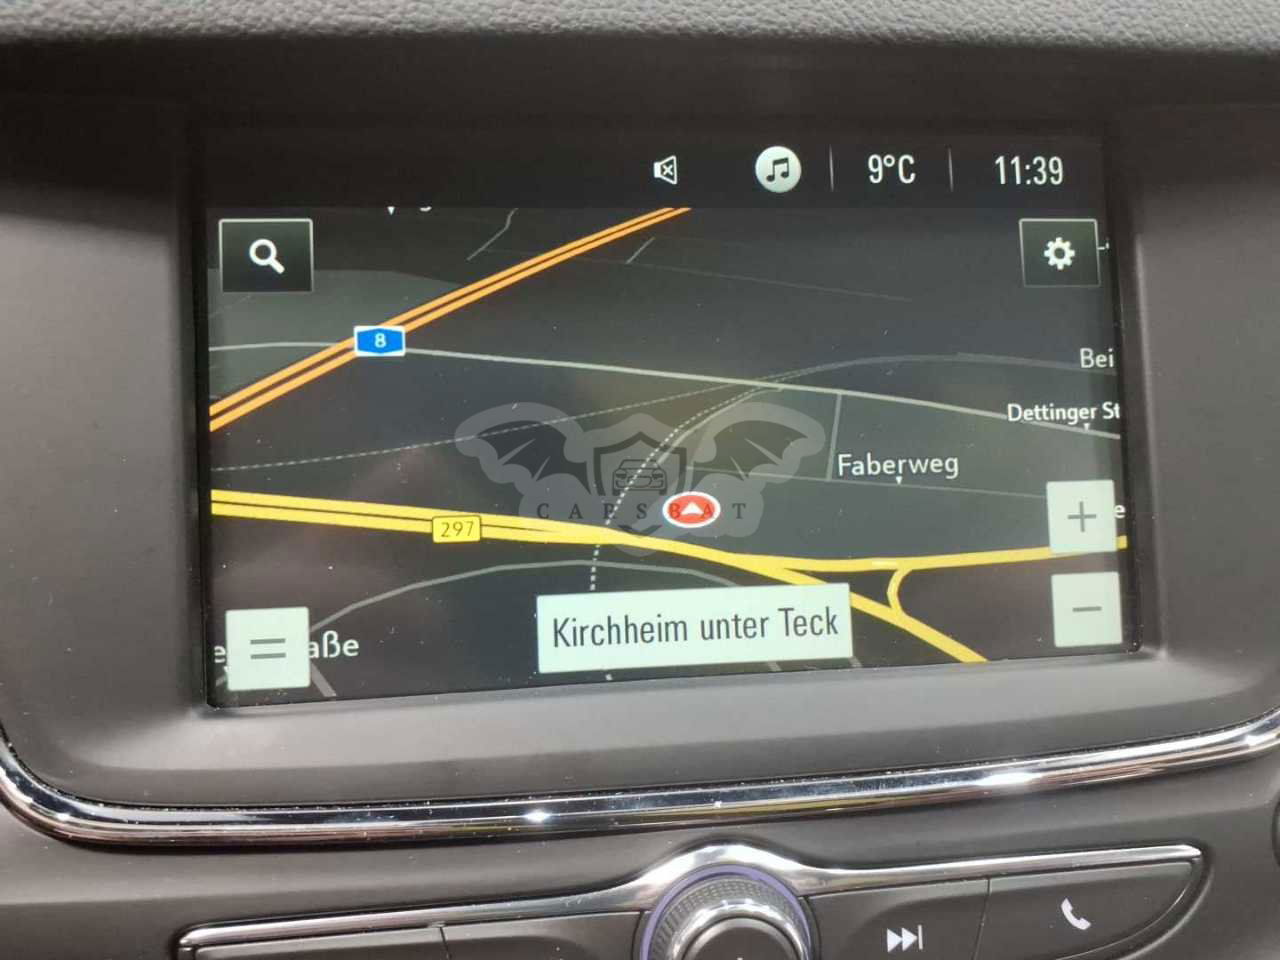 9°C
11:39
8
Bei
Dettinger St
Faberweg
CARSBAT
297
Kirchheim unter Teck
aße